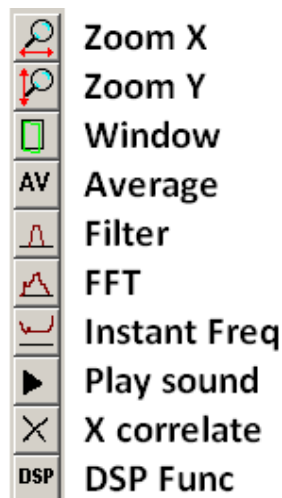 Zoom X
Zoom Y
Window
AV Average
Filter
FFT
Instant Freq
Play sound
X correlate
DSP DSP Func